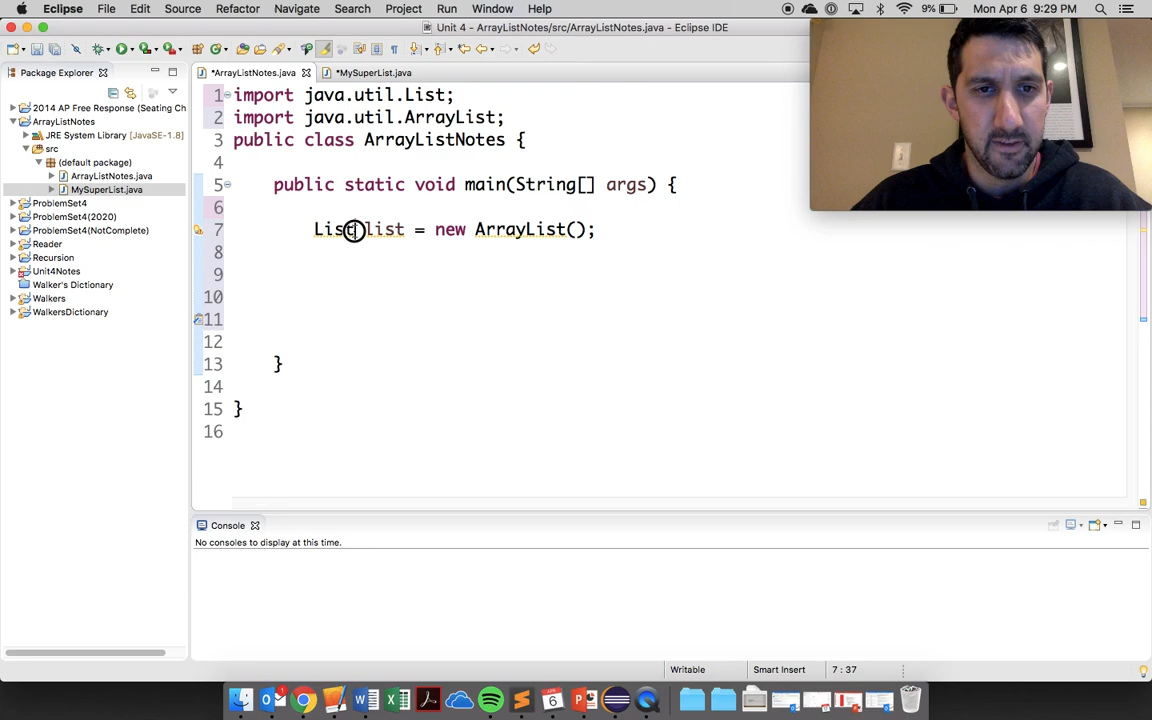 Eclipse File Edit Source Refactor Navigate Search Project Run Window Help 9% Mon Apr 6 9:29 PM
Unit 4 - ArrayListNotes/src/ArrayListNotes.java - Eclipse IDE
Package Explorer
*ArrayListNotes.java *MySuperList.java
2014 AP Free Response (Seating Ch
ArrayListNotes
JRE System Library [JavaSE-1.8]
src
(default package)
ArrayListNotes.java
MySuperList.java
ProblemSet4
ProblemSet4(2020)
ProblemSet4(NotComplete)
Reader
Recursion
Unit4Notes
Walker's Dictionary
Walkers
WalkersDictionary
1 import java.util.List;
2 import java.util.ArrayList;
3 public class ArrayListNotes {
4
5 public static void main(String[] args) {
6
7 List list = new ArrayList();
8
9
10
11
12
13 }
14
15 }
16
Console
No consoles to display at this time.
Writable Smart Insert 7 : 37